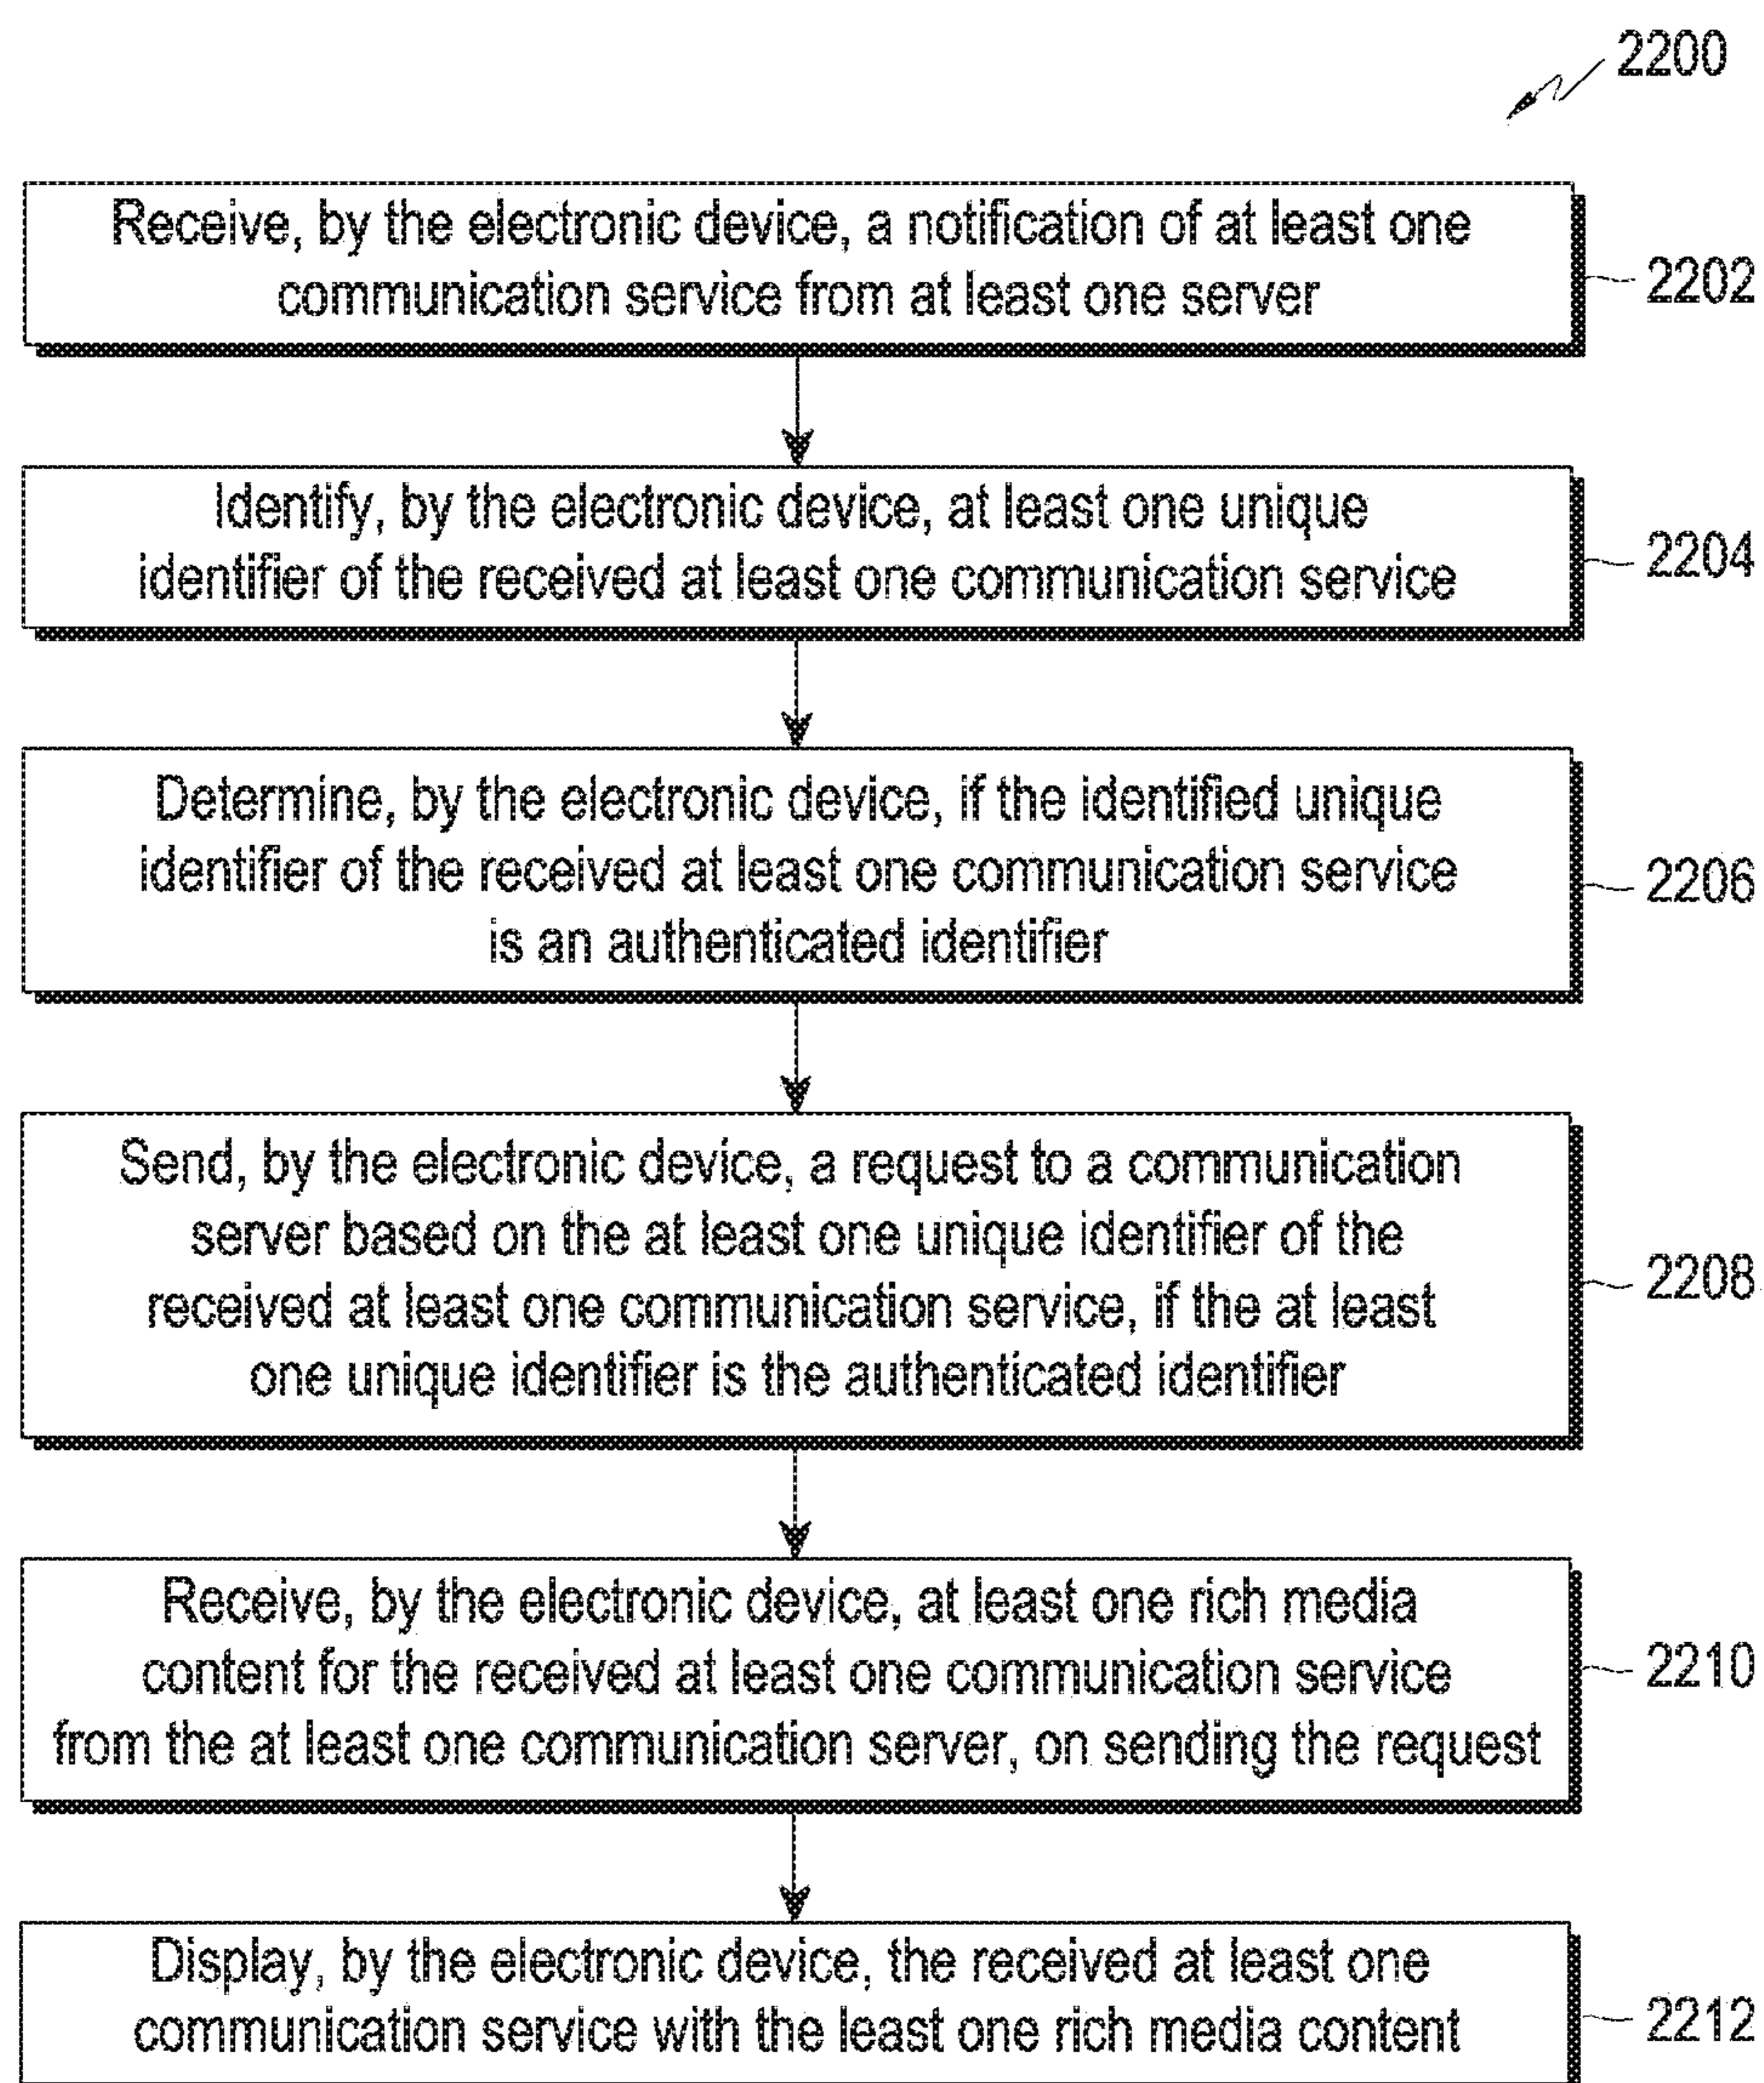 2200
Receive, by the electronic device, a notification of at least one
communication service from at least one server
2202
Identify, by the electronic device, at least one unique
identifier of the received at least one communication service
2204
Determine, by the electronic device, if the identified unique
identifier of the received at least one communication service
is an authenticated identifier
2206
Send, by the electronic device, a request to a communication
server based on the at least one unique identifier of the
received at least one communication service, if the at least
one unique identifier is the authenticated identifier
2208
Receive, by the electronic device, at least one rich media
content for the received at least one communication service
from the at least one communication server, on sending the request
2210
Display, by the electronic device, the received at least one
communication service with the least one rich media content
2212